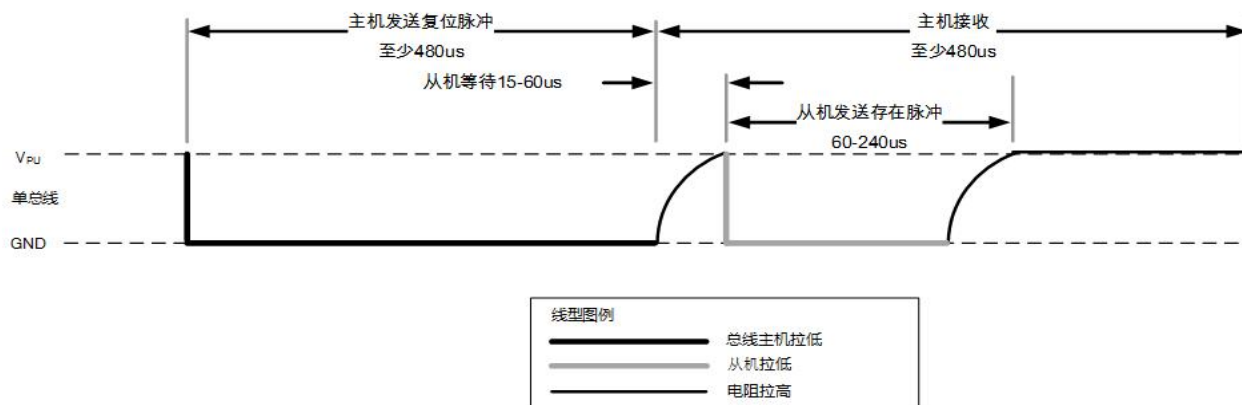 主机发送复位脉冲
至少480us
主机接收
至少480us
从机等待15-60us
从机发送存在脉冲
60-240us
VPU
单总线
GND
线型图例
总线主机拉低
从机拉低
电阻拉高